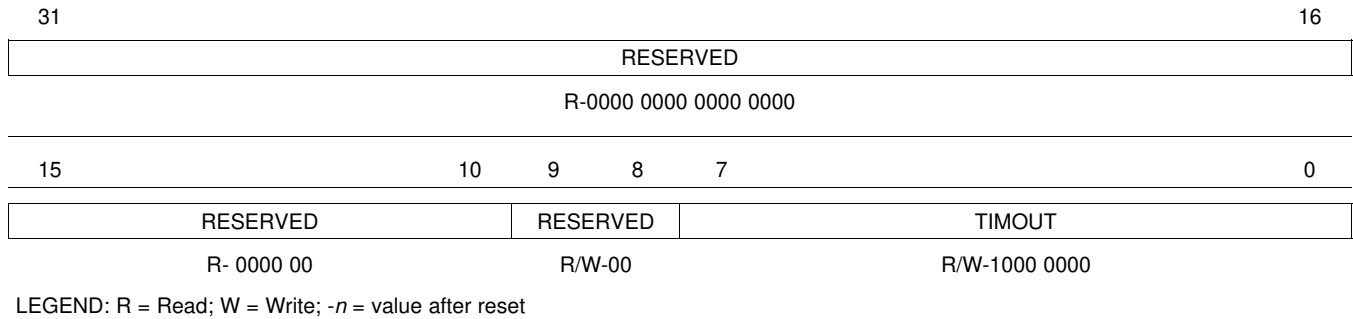 31 16
RESERVED
R-0000 0000 0000 0000
15 10 9 8 7 0
RESERVED RESERVED TIMOUT
R- 0000 00 R/W-00 R/W-1000 0000
LEGEND: R = Read; W = Write; -n = value after reset